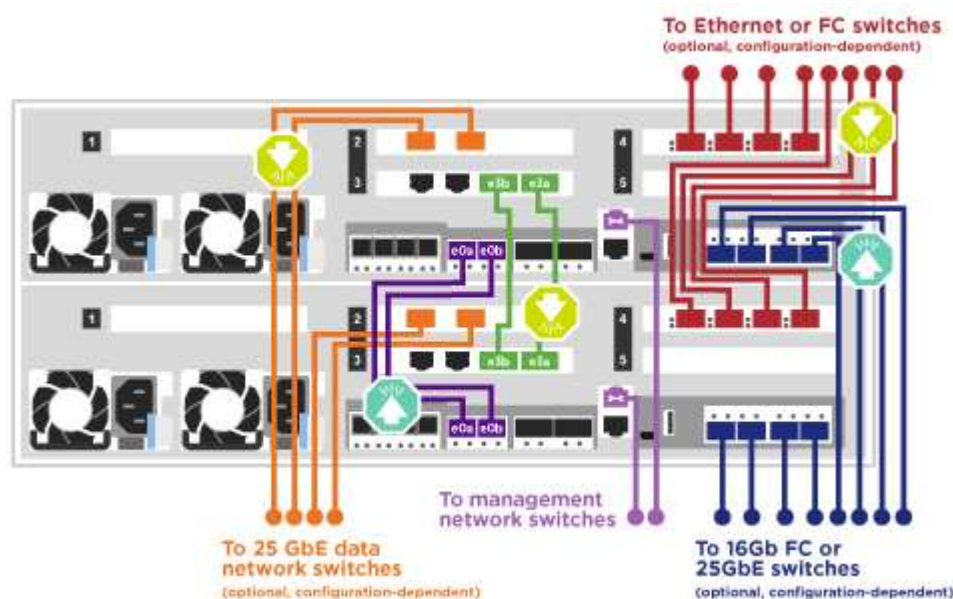 To Ethernet or FC switches
(optional, configuration-dependent)
1
2
4
3
e3b
e3a
5
e0a
e0b
1
2
4
3
e3b
e3a
5
e0a
e0b
To management
network switches
To 25 GbE data
network switches
(optional, configuration-dependent)
To 16Gb FC or
25GbE switches
(optional, configuration-dependent)